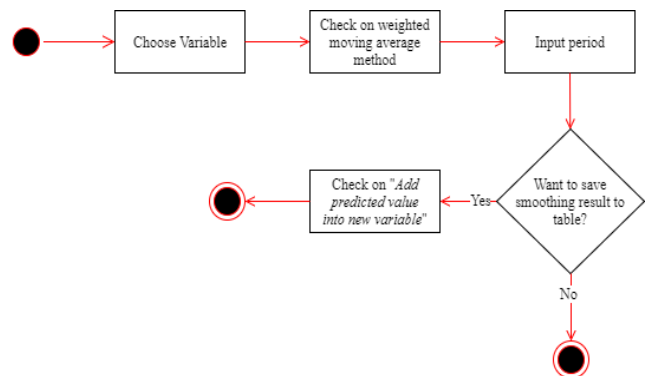 Choose Variable
Check on weighted
moving average
method
Input period
Want to save
smoothing result to
table?
Yes
Check on "Add
predicted value
into new variable"
No